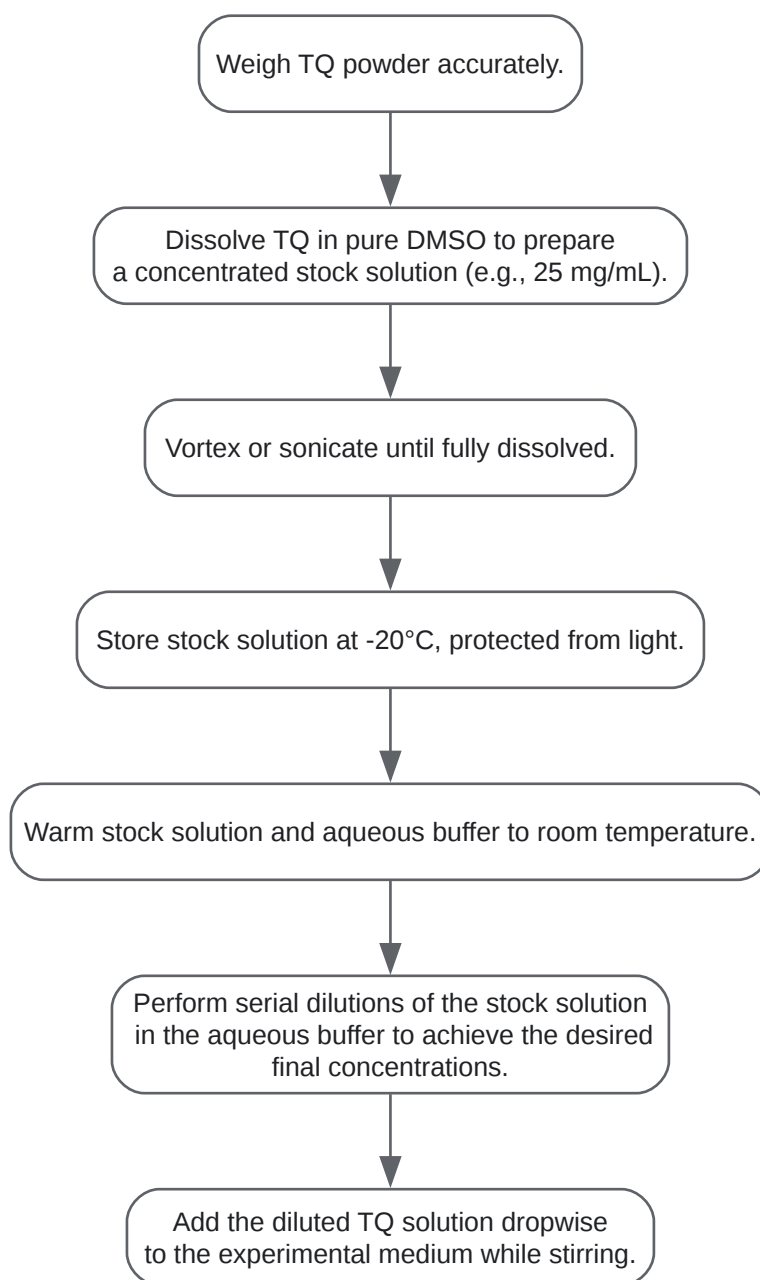 Weigh TQ powder accurately.
Dissolve TQ in pure DMSO to prepare
a concentrated stock solution (e.g., 25 mg/mL).
Vortex or sonicate until fully dissolved.
Store stock solution at -20°C, protected from light.
Warm stock solution and aqueous buffer to room temperature.
Perform serial dilutions of the stock solution
in the aqueous buffer to achieve the desired
final concentrations.
Add the diluted TQ solution dropwise
to the experimental medium while stirring.